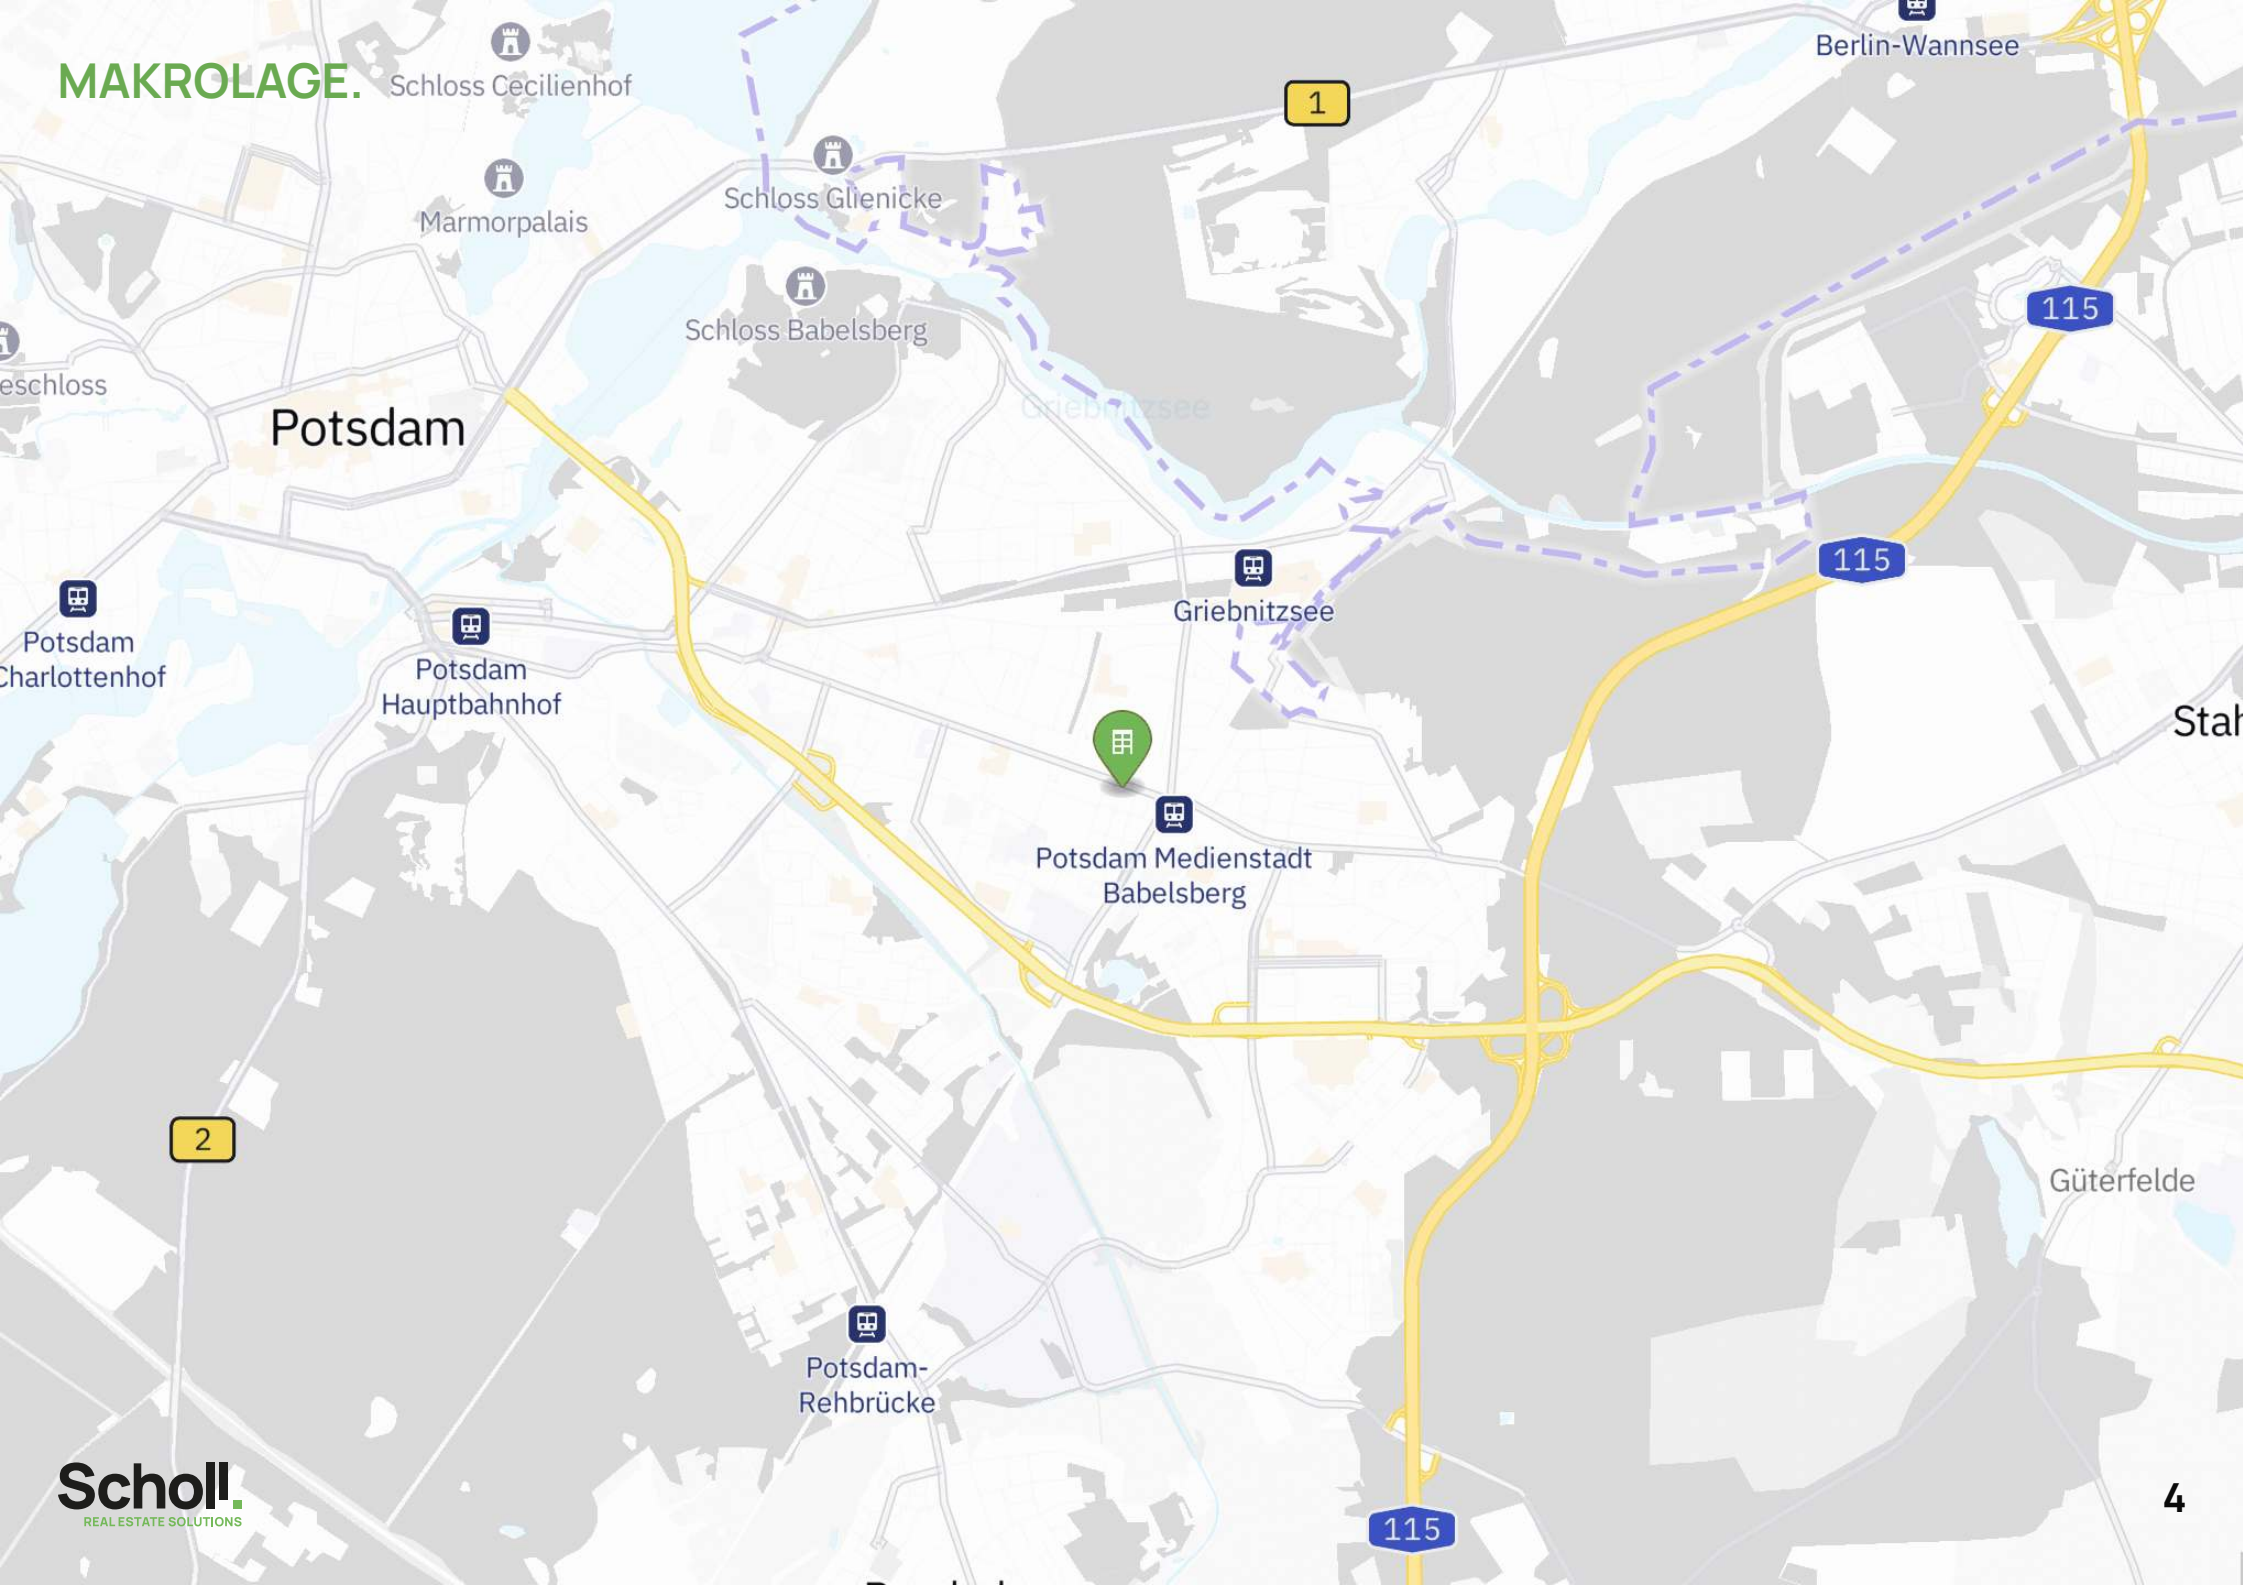 MAKROLAGE.
Schloss Cecilienhof
Berlin-Wannsee
1
Marmorpalais
Schloss Glienicke
115
Schloss Babelsberg
eschloss
Potsdam
Griebnitzsee
115
Griebnitzsee
Potsdam
Charlottenhof
Potsdam
Hauptbahnhof
Stah
Potsdam Medienstadt
Babelsberg
2
Güterfelde
Potsdam-
Rehbrücke
Scholl.
REAL ESTATE SOLUTIONS
4
115